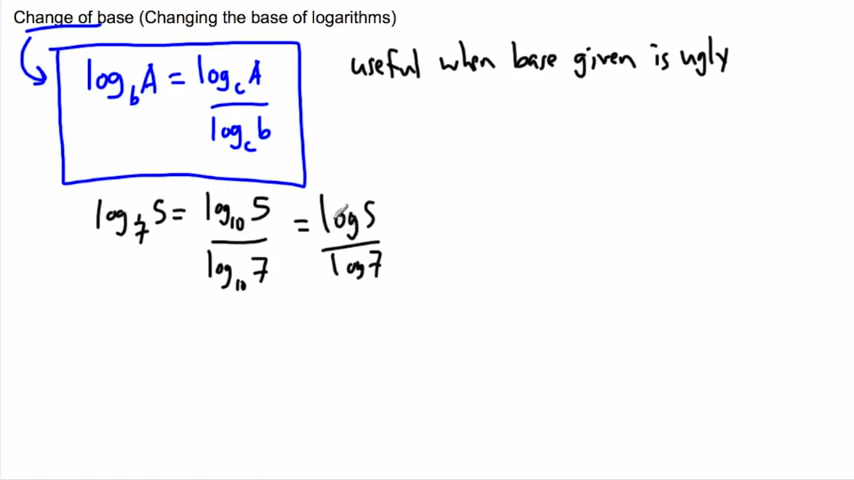 Change of base (Changing the base of logarithms)
log_b A = log_c A / log_c b
useful when base given is ugly
log_7 5 = log_10 5 / log_10 7 = log 5 / log 7